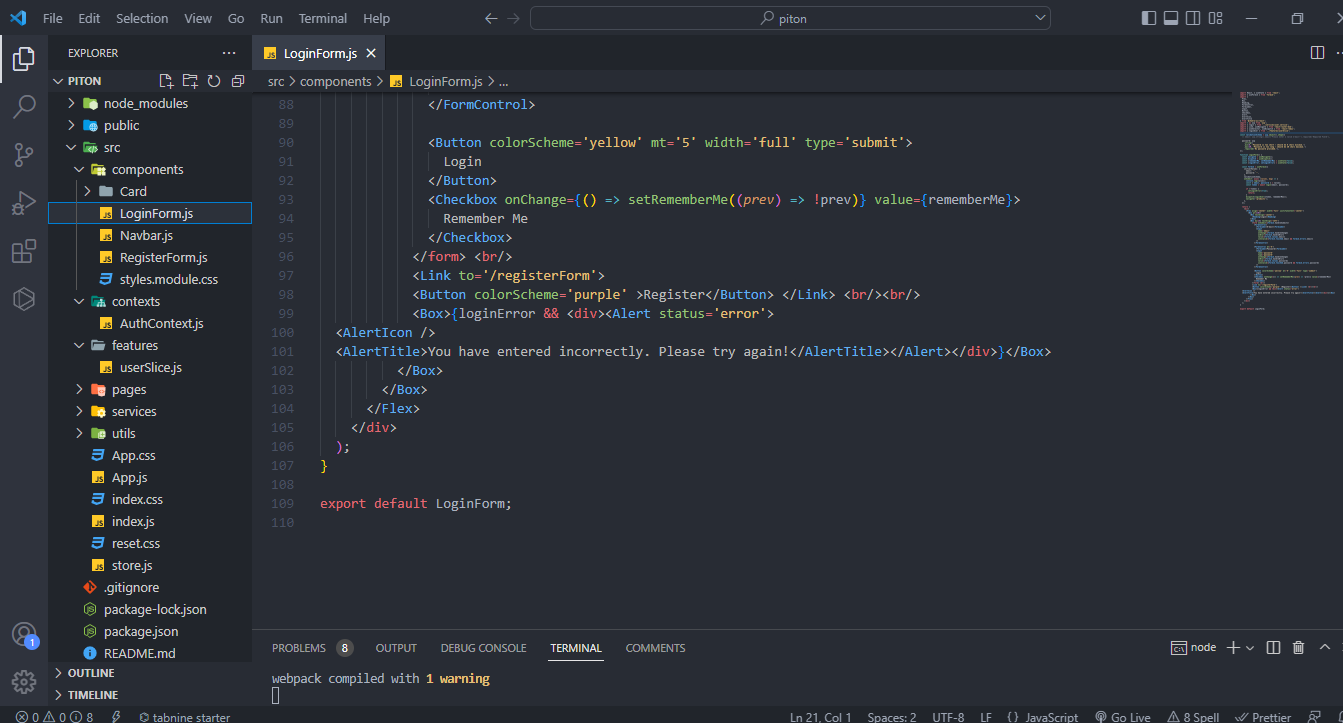 File Edit Selection View Go Run Terminal Help
piton
EXPLORER
PITON
node_modules
public
src
components
Card
LoginForm.js
Navbar.js
RegisterForm.js
styles.module.css
contexts
AuthContext.js
features
userSlice.js
pages
services
utils
App.css
App.js
index.css
index.js
reset.css
store.js
.gitignore
package-lock.json
package.json
README.md
OUTLINE
TIMELINE
JS LoginForm.js
src > components > JS LoginForm.js > ...
88 </FormControl>
89
90 <Button colorScheme='yellow' mt='5' width='full' type='submit'>
91 Login
92 </Button>
93 <Checkbox onChange={() => setRememberMe((prev) => !prev)} value={rememberMe}>
94 Remember Me
95 </Checkbox>
96 </form> <br/>
97 <Link to='/registerForm'>
98 <Button colorScheme='purple' >Register</Button> </Link> <br/><br/>
99 <Box>{loginError && <div><Alert status='error'>
100 <AlertIcon />
101 <AlertTitle>You have entered incorrectly. Please try again!</AlertTitle></Alert></div>}</Box>
102 </Box>
103 </Box>
104 </Flex>
105 </div>
106 );
107 }
108
109 export default LoginForm;
110
PROBLEMS 8 OUTPUT DEBUG CONSOLE TERMINAL COMMENTS
node
webpack compiled with 1 warning
1
0 0 8 tabnine starter
Ln 21, Col 1 Spaces: 2 UTF-8 LF {} JavaScript Go Live 8 Spell Prettier